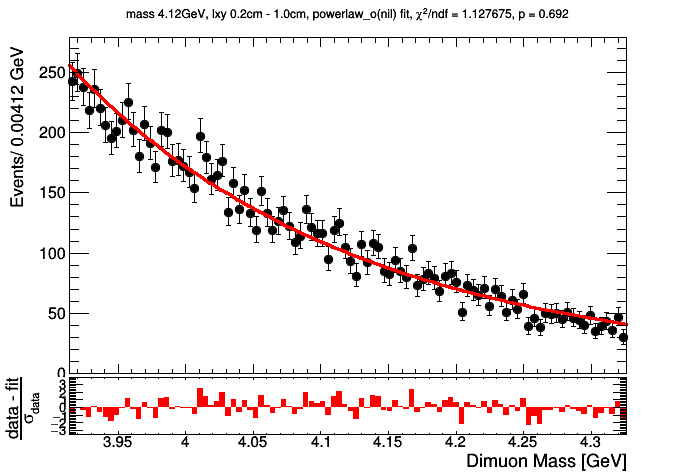 mass 4.12GeV, lxy 0.2cm - 1.0cm, powerlaw_o(nil) fit, χ²/ndf = 1.127675, p = 0.692
Events/ 0.00412 GeV
250
200
150
100
50
0
data - fit
σdata
3
2
1
0
−1
−2
−3
3.95 4 4.05 4.1 4.15 4.2 4.25 4.3
Dimuon Mass [GeV]